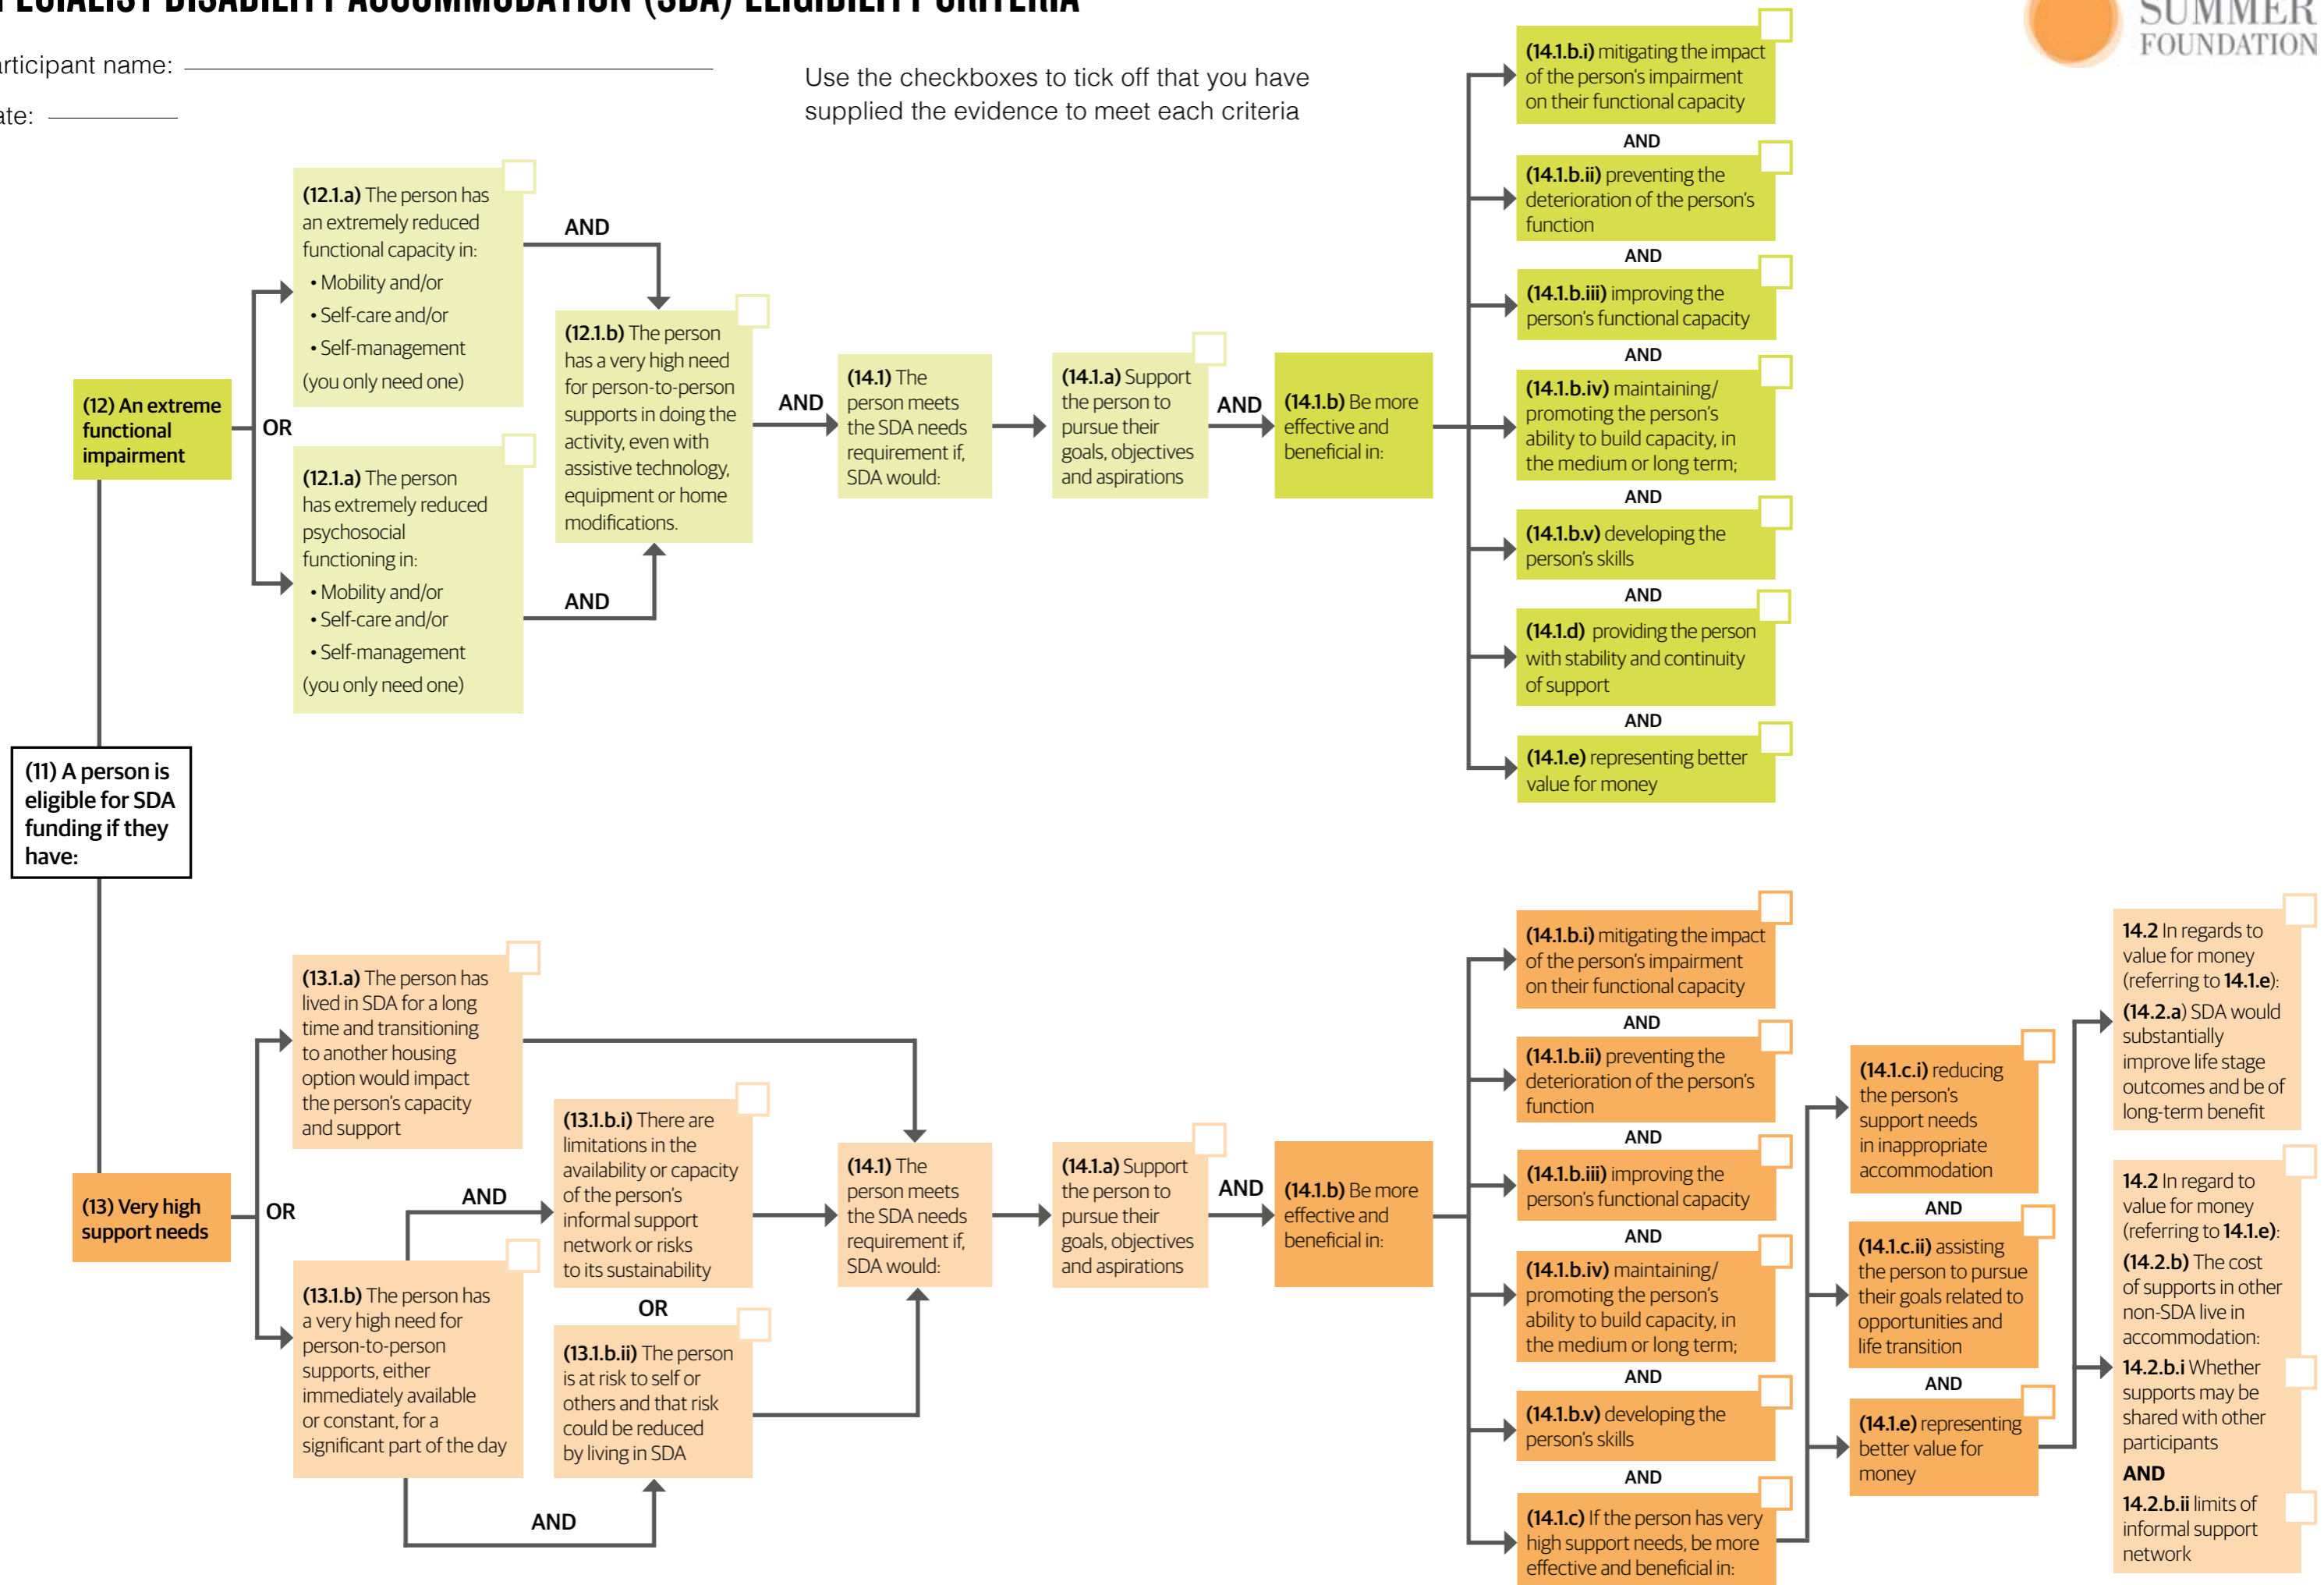 SPECIALIST DISABILITY ACCOMMODATION (SDA) ELIGIBILITY CRITERIA
SUMMER
FOUNDATION
articipant name:
ate:
Use the checkboxes to tick off that you have
supplied the evidence to meet each criteria
(11) A person is
eligible for SDA
funding if they
have:
(12) An extreme
functional
impairment
OR
(12.1.a) The person has
an extremely reduced
functional capacity in:
• Mobility and/or
• Self-care and/or
• Self-management
(you only need one)
AND
(12.1.a) The person
has extremely reduced
psychosocial
functioning in:
• Mobility and/or
• Self-care and/or
• Self-management
(you only need one)
AND
(12.1.b) The person
has a very high need
for person-to-person
supports in doing the
activity, even with
assistive technology,
equipment or home
modifications.
AND
(14.1) The
person meets
the SDA needs
requirement if,
SDA would:
(14.1.a) Support
the person to
pursue their
goals, objectives
and aspirations
AND
(14.1.b) Be more
effective and
beneficial in:
(14.1.b.i) mitigating the impact
of the person's impairment
on their functional capacity
AND
(14.1.b.ii) preventing the
deterioration of the person's
function
AND
(14.1.b.iii) improving the
person's functional capacity
AND
(14.1.b.iv) maintaining/
promoting the person's
ability to build capacity, in
the medium or long term;
AND
(14.1.b.v) developing the
person's skills
AND
(14.1.d) providing the person
with stability and continuity
of support
AND
(14.1.e) representing better
value for money
(13) Very high
support needs
OR
(13.1.a) The person has
lived in SDA for a long
time and transitioning
to another housing
option would impact
the person's capacity
and support
(13.1.b) The person has
a very high need for
person-to-person
supports, either
immediately available
or constant, for a
significant part of the day
AND
(13.1.b.i) There are
limitations in the
availability or capacity
of the person's
informal support
network or risks
to its sustainability
OR
(13.1.b.ii) The person
is at risk to self or
others and that risk
could be reduced
by living in SDA
AND
(14.1) The
person meets
the SDA needs
requirement if,
SDA would:
(14.1.a) Support
the person to
pursue their
goals, objectives
and aspirations
AND
(14.1.b) Be more
effective and
beneficial in:
(14.1.b.i) mitigating the impact
of the person's impairment
on their functional capacity
AND
(14.1.b.ii) preventing the
deterioration of the person's
function
AND
(14.1.b.iii) improving the
person's functional capacity
AND
(14.1.b.iv) maintaining/
promoting the person's
ability to build capacity, in
the medium or long term;
AND
(14.1.b.v) developing the
person's skills
AND
(14.1.c) If the person has very
high support needs, be more
effective and beneficial in:
(14.1.c.i) reducing
the person's
support needs
in inappropriate
accommodation
AND
(14.1.c.ii) assisting
the person to pursue
their goals related to
opportunities and
life transition
AND
(14.1.e) representing
better value for
money
14.2 In regards to
value for money
(referring to 14.1.e):
(14.2.a) SDA would
substantially
improve life stage
outcomes and be of
long-term benefit
14.2 In regard to
value for money
(referring to 14.1.e):
(14.2.b) The cost
of supports in other
non-SDA live in
accommodation:
14.2.b.i Whether
supports may be
shared with other
participants
AND
14.2.b.ii limits of
informal support
network